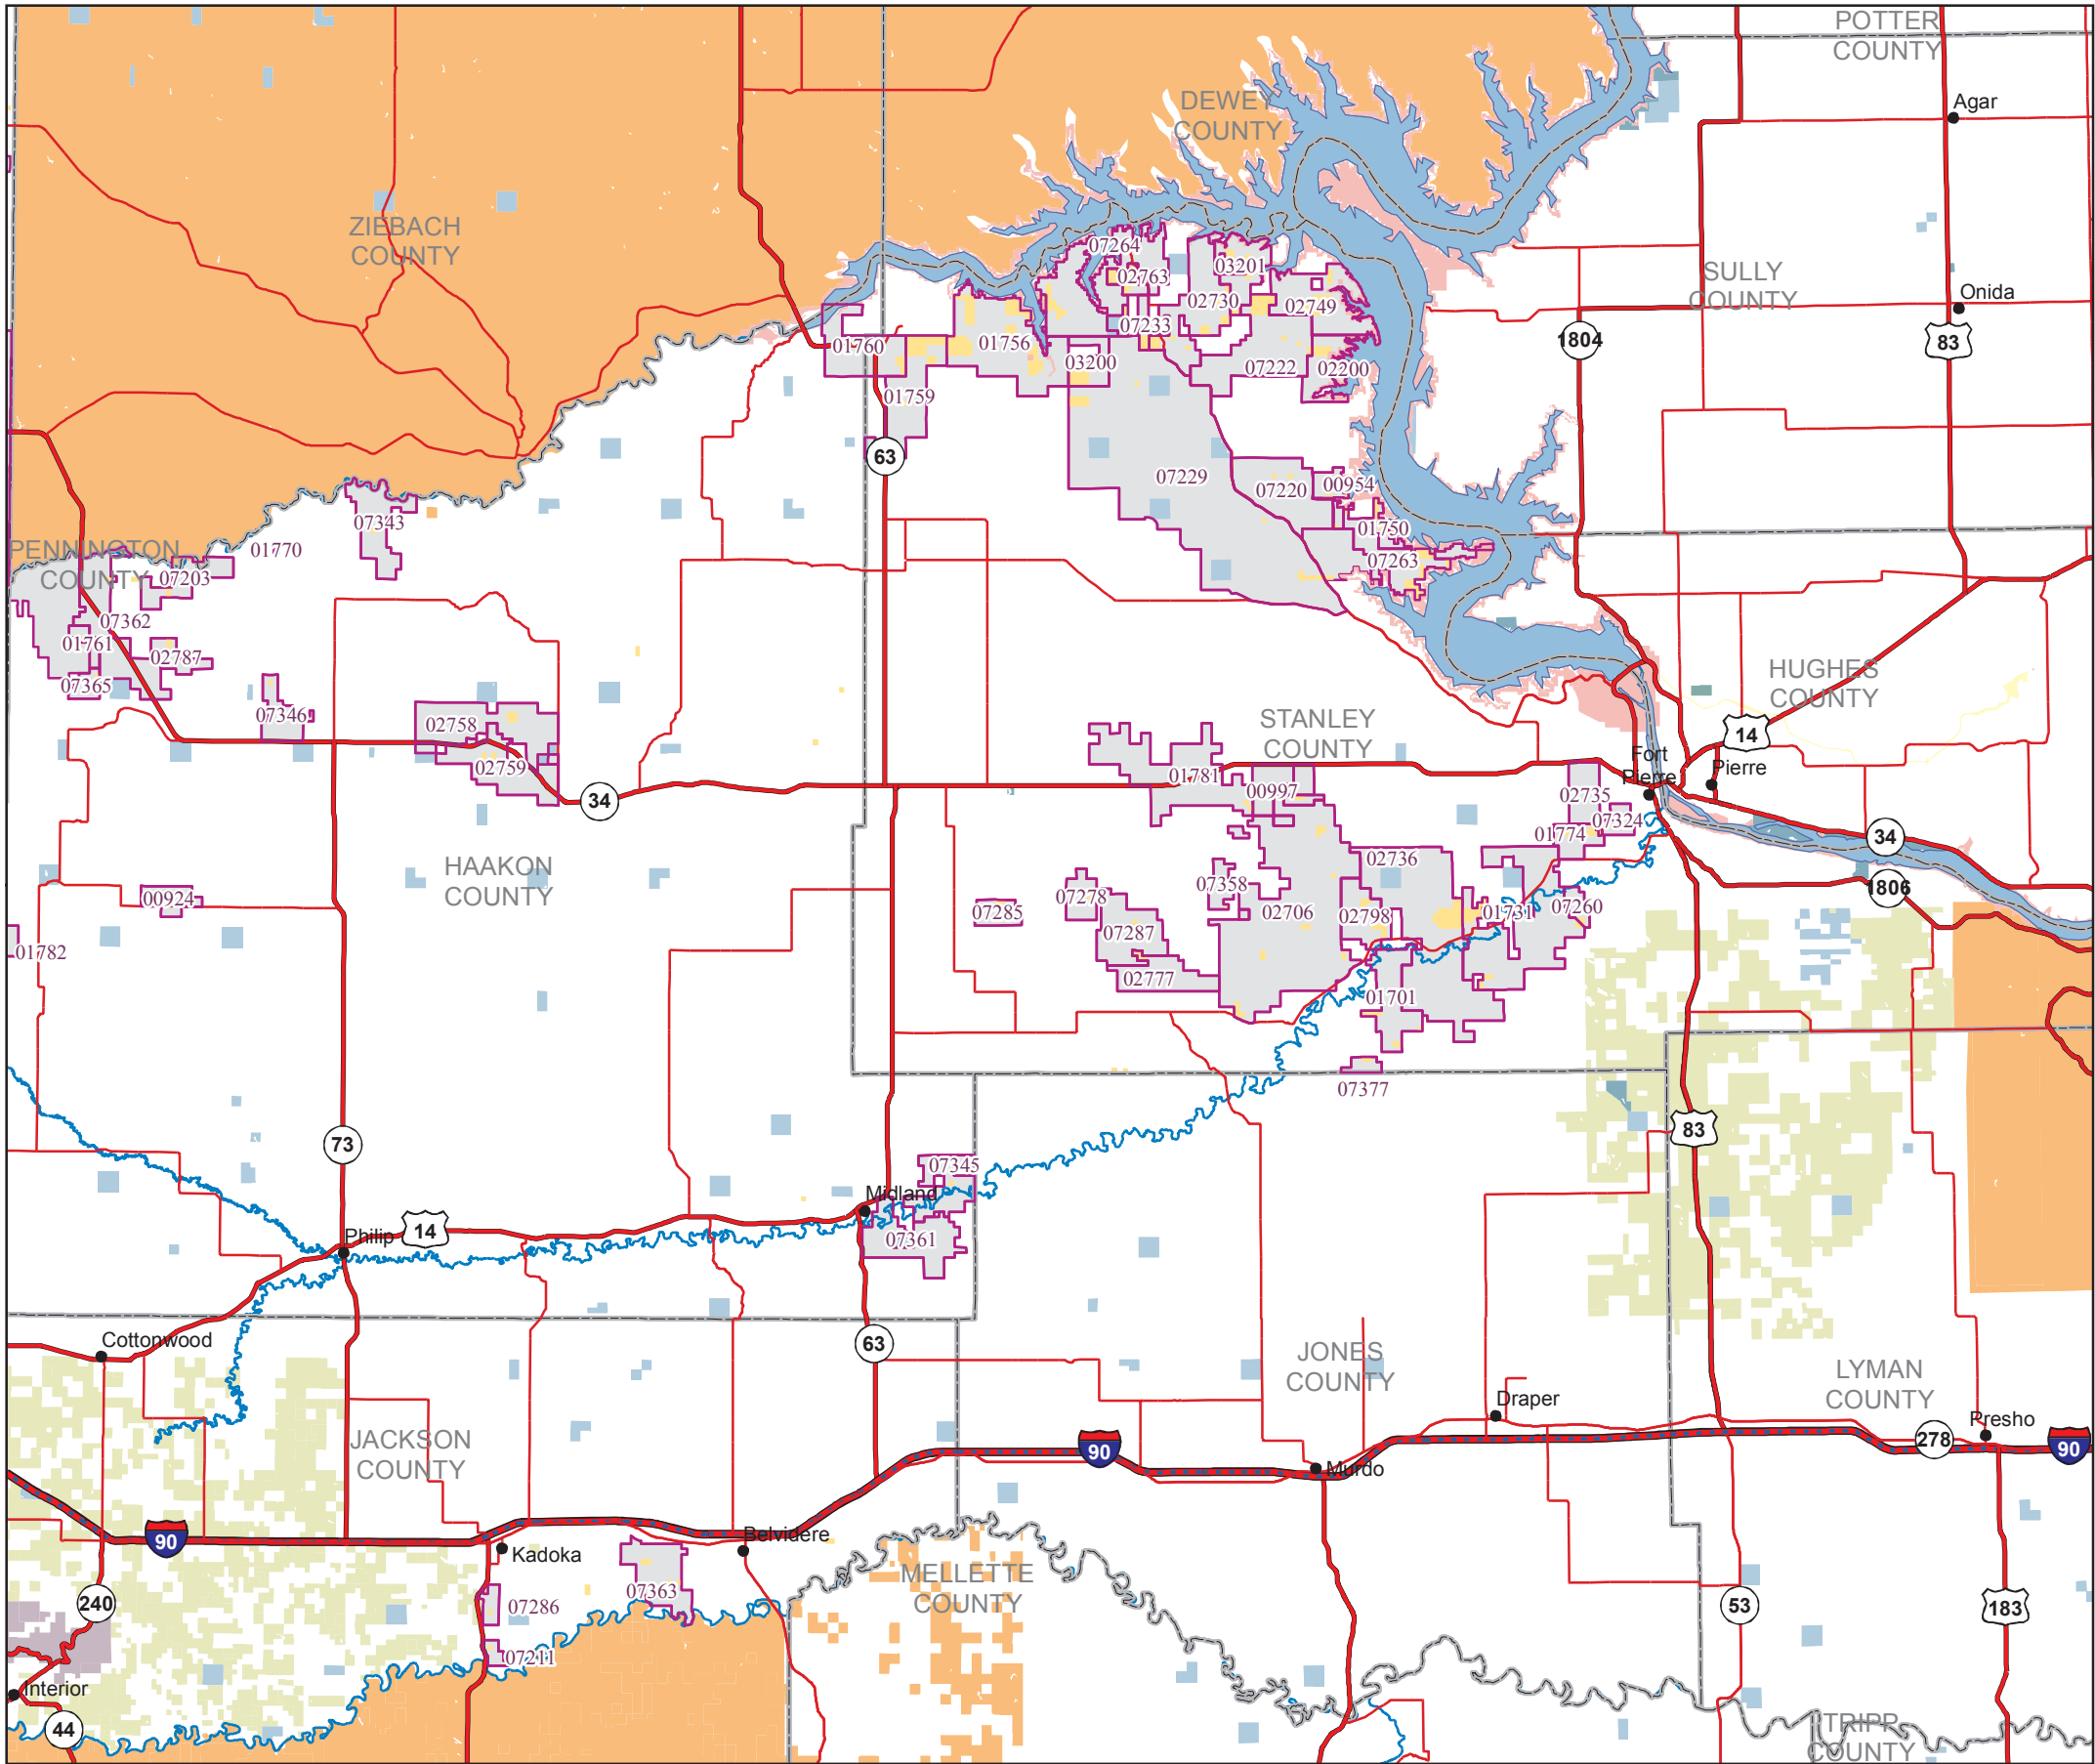 POTTER
COUNTY
DEWEY
COUNTY
Agar
ZIEBACH
COUNTY
07264
02763
03201
SULLY
COUNTY
02730
02749
Onida
07233
1804
83
01760
01756
03200
07222
02200
01759
63
07229
07220
00954
07343
01750
PENNINGTON
COUNTY
01770
07203
07263
07362
01761
02787
07365
HUGHES
COUNTY
07346
02758
STANLEY
COUNTY
14
Fort
Pierre
Pierre
02759
01781
00997
02735
34
07324
01774
34
HAAKON
COUNTY
02736
1806
00924
07278
07358
07285
02706
02798
01731
07260
07287
01782
02777
01701
07377
83
73
07345
Midland
Philip
14
07361
Cottonwood
63
JONES
COUNTY
LYMAN
COUNTY
Draper
Presho
JACKSON
COUNTY
90
278
90
Murdo
90
Belvidere
Kadoka
MELLETTE
COUNTY
07363
240
07286
53
183
07211
Interior
44
TRIPP
COUNTY